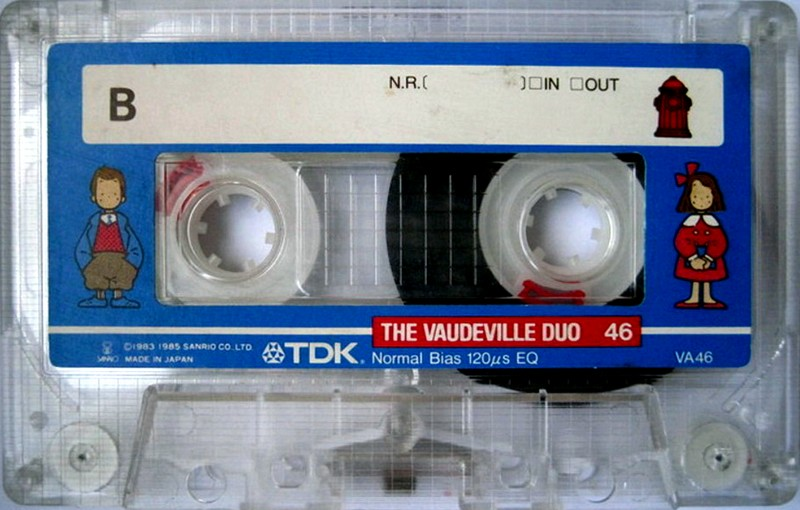 B
N.R.( )□IN □OUT
THE VAUDEVILLE DUO 46
©1983 1985 SANRIO CO.,LTD.
MADE IN JAPAN
TDK®
Normal Bias 120µs EQ
VA46